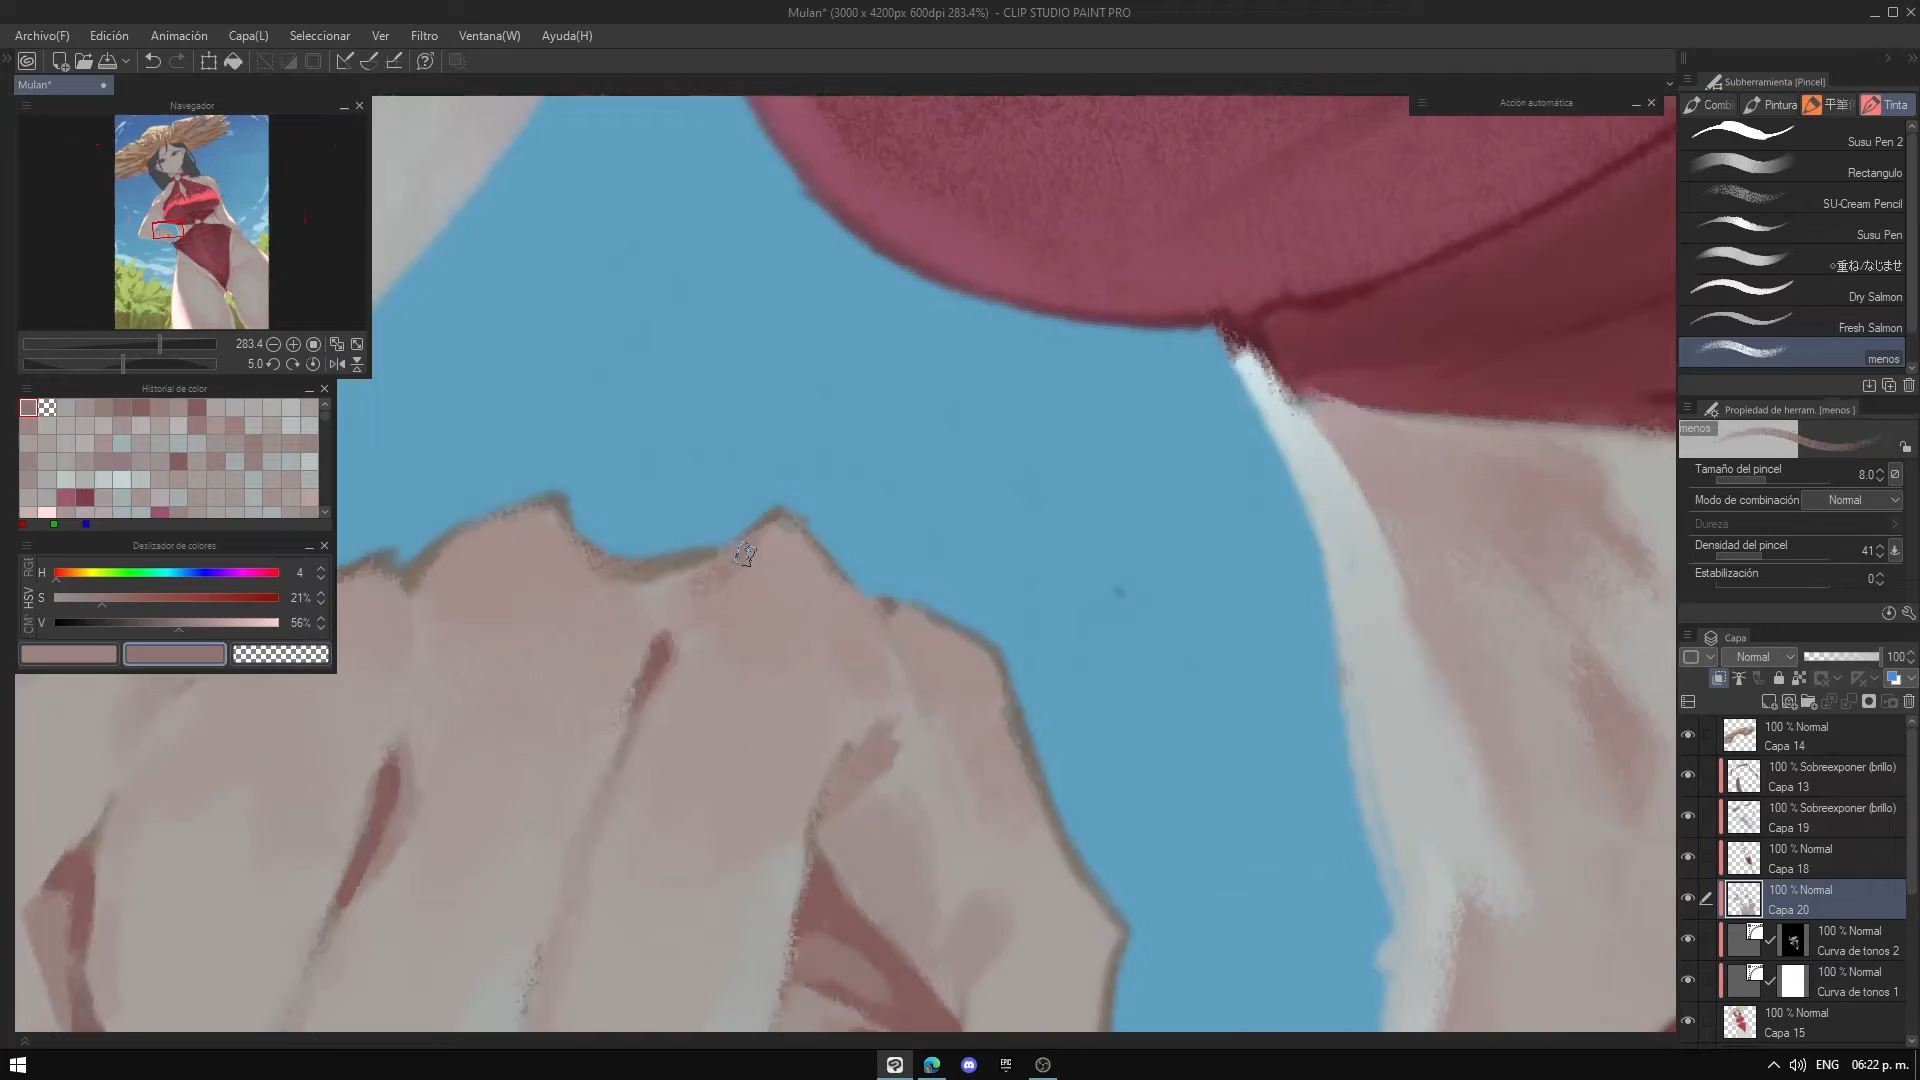 Mulan* (3000 x 4200px 600dpi 283.4%) - CLIP STUDIO PAINT PRO
Archivo(F) Edición Animación Capa(L) Seleccionar Ver Filtro Ventana(W) Ayuda(H)
Mulan*
Navegador
283.4
5.0
Historial de color
Deslizador de colores
RGB
HSV
H 4
S 21%
V 56%
Acción automática
Subherramienta [Pincel]
Combi Pintura Tinta
Susu Pen 2
Rectangulo
SU-Cream Pencil
Susu Pen
◇重ね/なじませ
Dry Salmon
Fresh Salmon
menos
Propiedad de herram. [menos ]
menos
Tamaño del pincel 8.0
Modo de combinación Normal
Dureza
Densidad del pincel 41
Estabilización 0
Capa
Normal 100
100 % Normal
Capa 14
100 % Sobreexponer (brillo)
Capa 13
100 % Sobreexponer (brillo)
Capa 19
100 % Normal
Capa 18
100 % Normal
Capa 20
100 % Normal
Curva de tonos 2
100 % Normal
Curva de tonos 1
100 % Normal
Capa 15
EPIC
ENG 06:22 p. m.